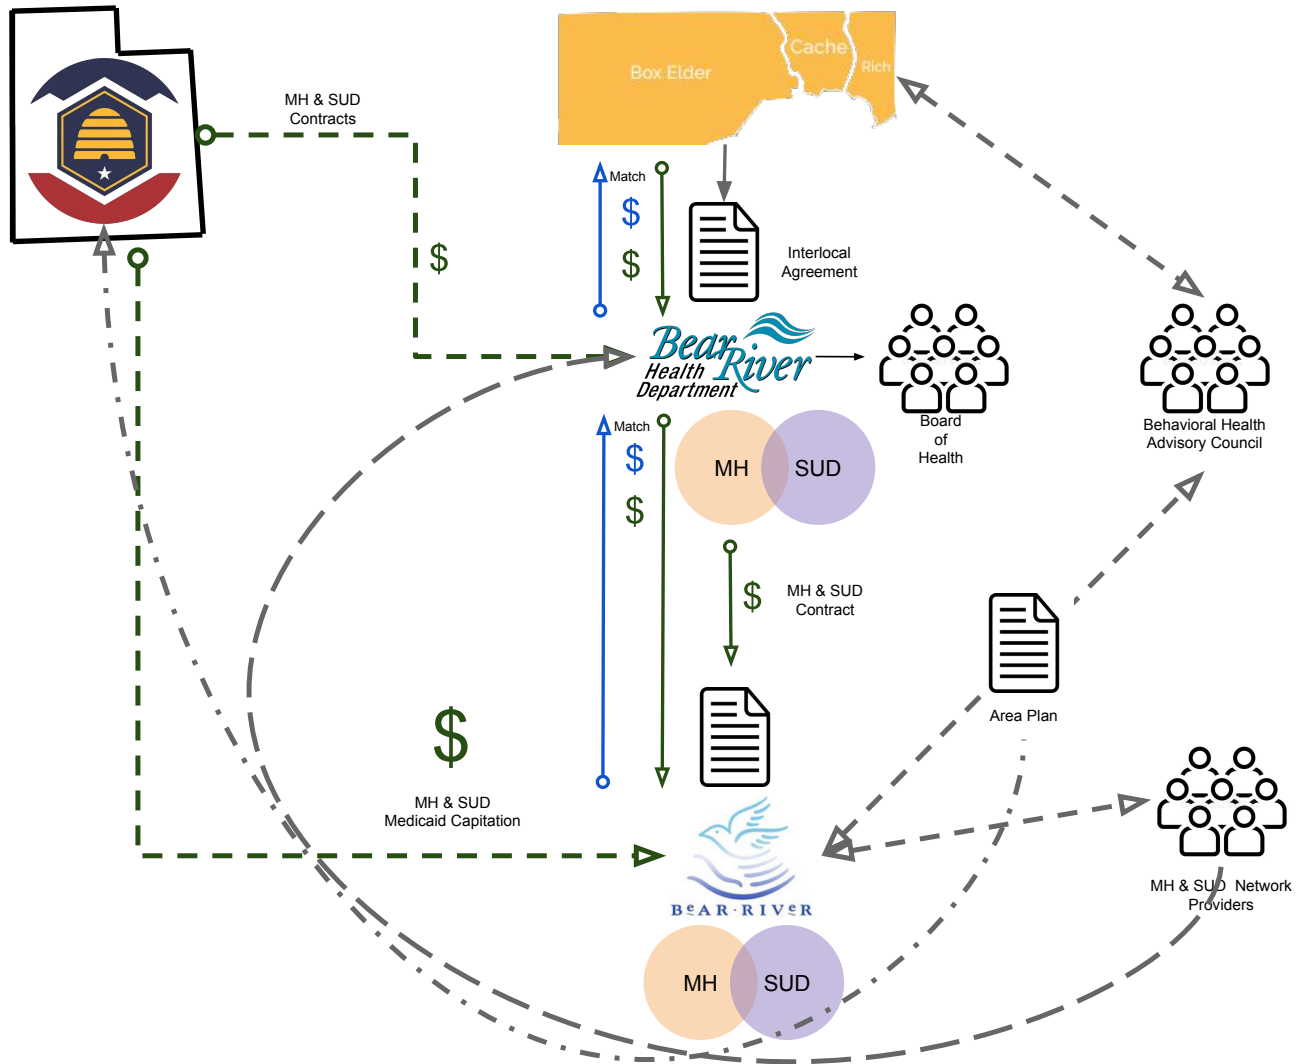 Box Elder
Cache
Rich
MH & SUD
Contracts
Match
$
$
$
Interlocal
Agreement
Bear
River
Health
Department
Board
of
Health
Behavioral Health
Advisory Council
Match
$
$
MH
SUD
$
MH & SUD
Contract
Area Plan
$
MH & SUD
Medicaid Capitation
BeAR·RIVeR
MH & SUD Network
Providers
MH
SUD